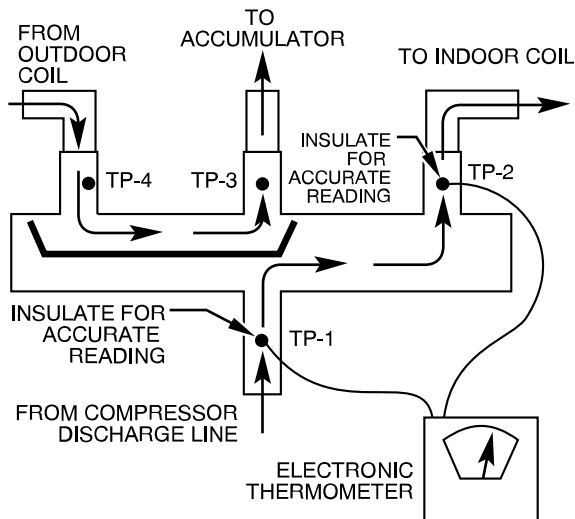 FROM
OUTDOOR
COIL
TO
ACCUMULATOR
TO INDOOR COIL
INSULATE
FOR
ACCURATE
READING
TP-4
TP-3
TP-2
INSULATE FOR
ACCURATE
READING
TP-1
FROM COMPRESSOR
DISCHARGE LINE
ELECTRONIC
THERMOMETER